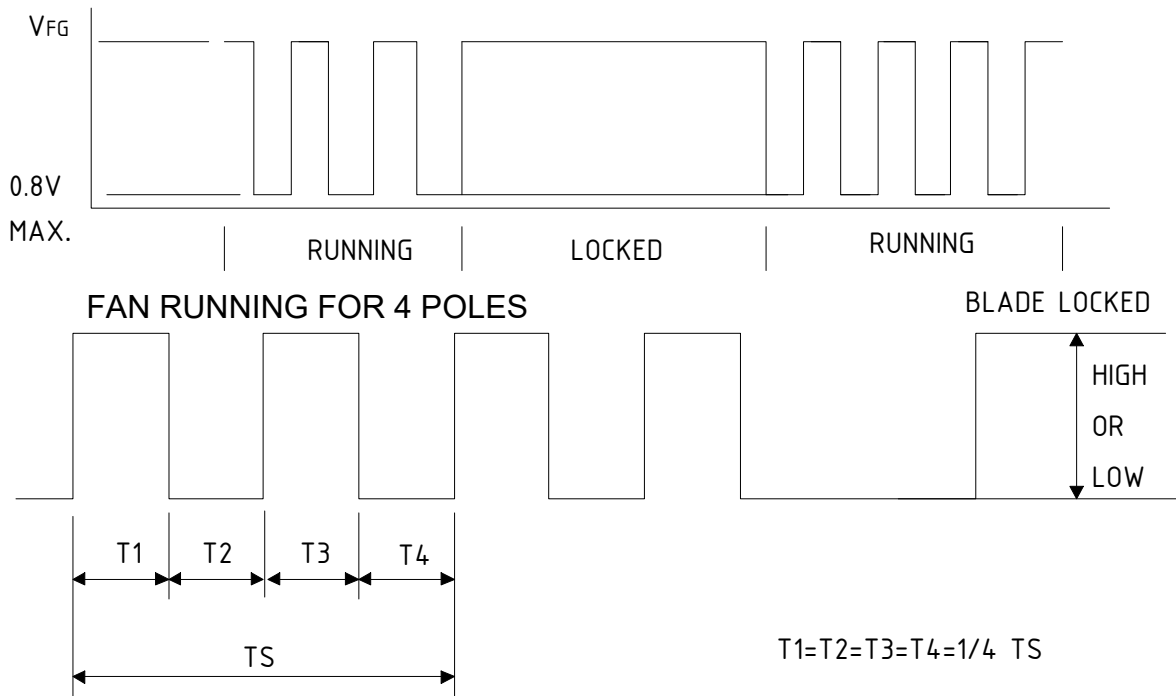 VFG
0.8V
MAX.
RUNNING
LOCKED
RUNNING
FAN RUNNING FOR 4 POLES
BLADE LOCKED
HIGH
OR
LOW
T1
T2
T3
T4
TS
T1=T2=T3=T4=1/4 TS